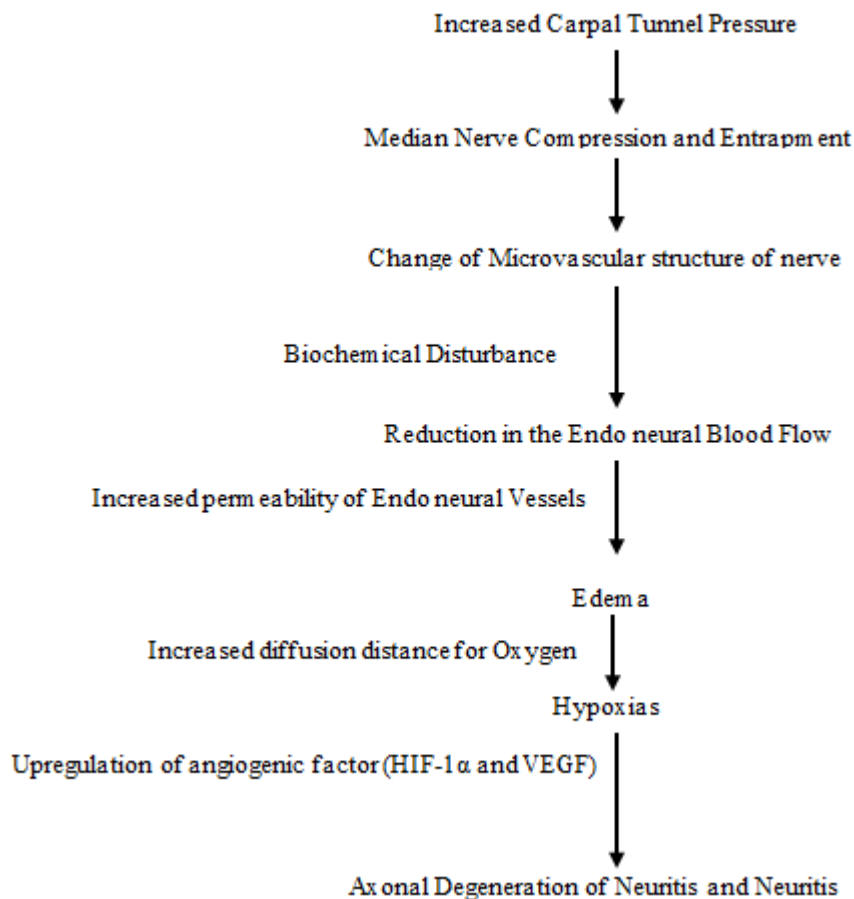 Increased Carpal Tunnel Pressure
Median Nerve Compression and Entrapment
Change of Microvascular structure of nerve
Biochemical Disturbance
Reduction in the Endo neural Blood Flow
Increased permeability of Endo neural Vessels
Edema
Increased diffusion distance for Oxygen
Hypoxias
Upregulation of angiogenic factor (HIF-1α and VEGF)
Axonal Degeneration of Neuritis and Neuritis